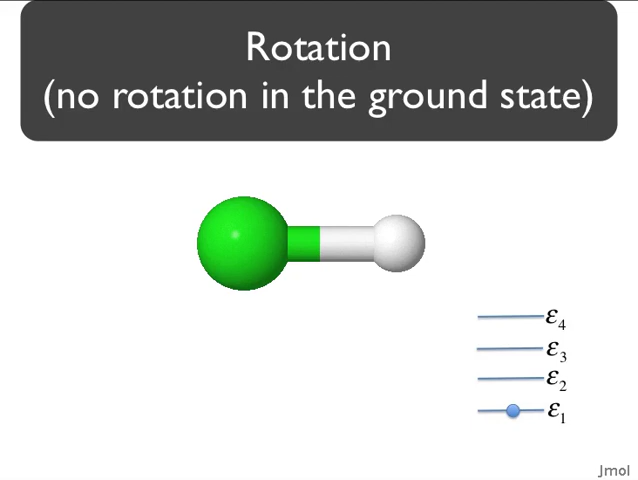 Rotation
(no rotation in the ground state)
ε₄
ε₃
ε₂
ε₁
Jmol